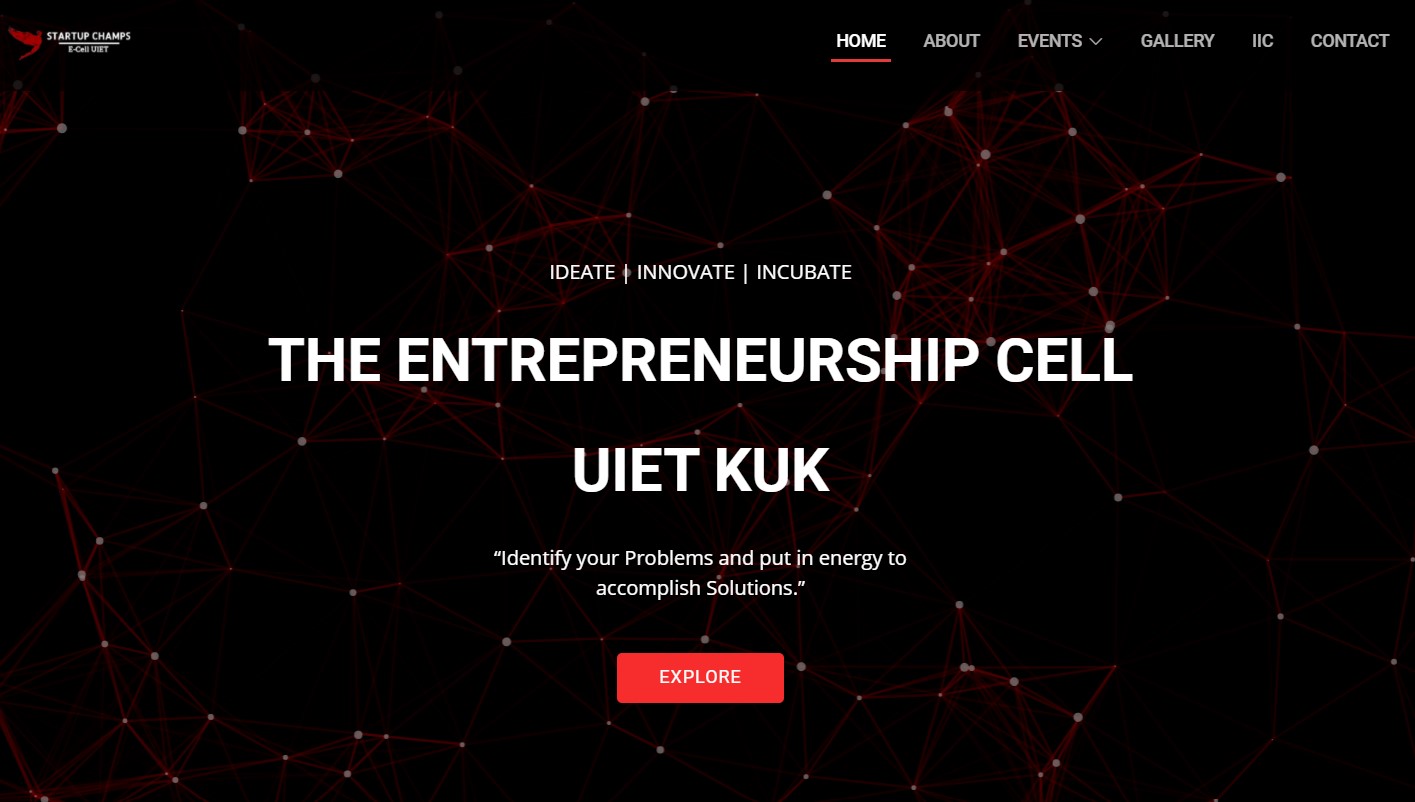 STARTUP CHAMPS
E-Cell UIET
HOME ABOUT EVENTS GALLERY IIC CONTACT
IDEATE | INNOVATE | INCUBATE
THE ENTREPRENEURSHIP CELL
UIET KUK
“Identify your Problems and put in energy to
accomplish Solutions.”
EXPLORE